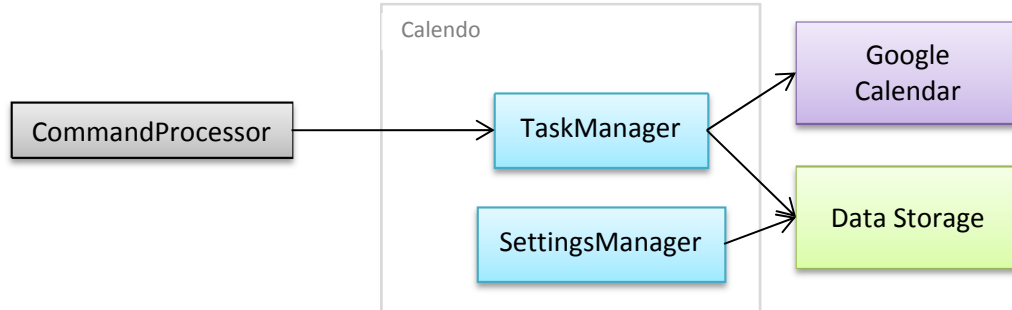 Calendo
Google
Calendar
CommandProcessor
TaskManager
Data Storage
SettingsManager